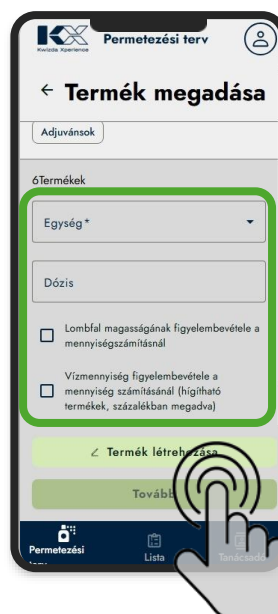 KX
Kwizda Xperience
Permetezési terv
← Termék megadása
Adjuvánsok
6Termékek
Egység*
Dózis
Lombfal magasságának figyelembevétele a
mennyiségszámításnál
Vízmennyiség figyelembevétele a
mennyiség számításánál (hígítható
termékek, százalékban megadva)
Termék létrehozása
Tovább
Permetezési
Lista
Tanácsadó